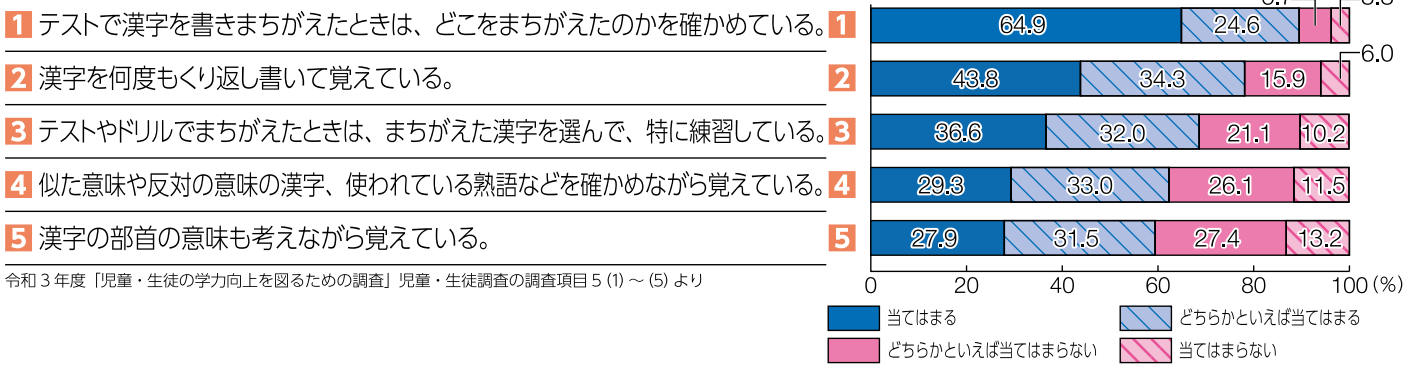 1 テストで漢字を書きまちがえたときは、どこをまちがえたのかを確かめている。
2 漢字を何度もくり返し書いて覚えている。
3 テストやドリルでまちがえたときは、まちがえた漢字を選んで、特に練習している。
4 似た意味や反対の意味の漢字、使われている熟語などを確かめながら覚えている。
5 漢字の部首の意味も考えながら覚えている。
令和3年度「児童・生徒の学力向上を図るための調査」児童・生徒調査の調査項目5(1)~(5)より
1 64.9 24.6
2 43.8 34.3 15.9 6.0
3 36.6 32.0 21.1 10.2
4 29.3 33.0 26.1 11.5
5 27.9 31.5 27.4 13.2
0 20 40 60 80 100(%)
当てはまる どちらかといえば当てはまる
どちらかといえば当てはまらない 当てはまらない